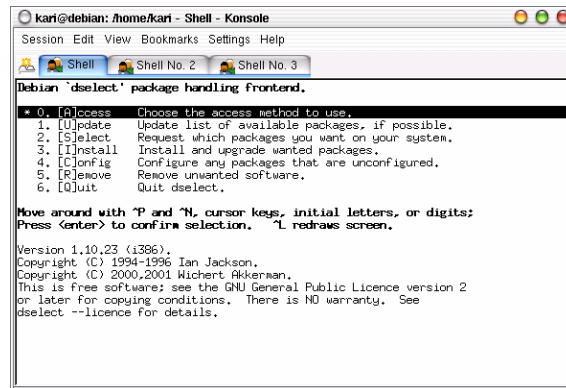 kari@debian: /home/kari - Shell - Konsole
Session Edit View Bookmarks Settings Help
Shell Shell No. 2 Shell No. 3
Debian `dselect' package handling frontend.
* 0. [A]ccess Choose the access method to use.
1. [U]pdate Update list of available packages, if possible.
2. [S]elect Request which packages you want on your system.
3. [I]nstall Install and upgrade wanted packages.
4. [C]onfig Configure any packages that are unconfigured.
5. [R]emove Remove unwanted software.
6. [Q]uit Quit dselect.
Move around with ^P and ^N, cursor keys, initial letters, or digits;
Press <enter> to confirm selection. ^L redraws screen.
Version 1.10.23 (i386).
Copyright (C) 1994-1996 Ian Jackson.
Copyright (C) 2000,2001 Wichert Akkerman.
This is free software; see the GNU General Public Licence version 2
or later for copying conditions. There is NO warranty. See
dselect --licence for details.